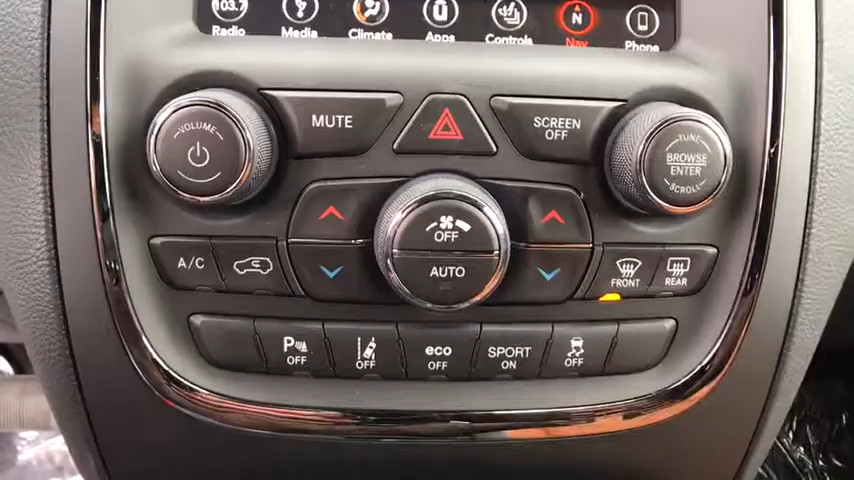 103.7
Radio
Media
Climate
Apps
Controls
N
Nav
Phone
VOLUME
MUTE
SCREEN
OFF
TUNE
BROWSE
ENTER
SCROLL
OFF
AUTO
A/C
FRONT
REAR
P
OFF
OFF
eco
OFF
SPORT
ON
OFF